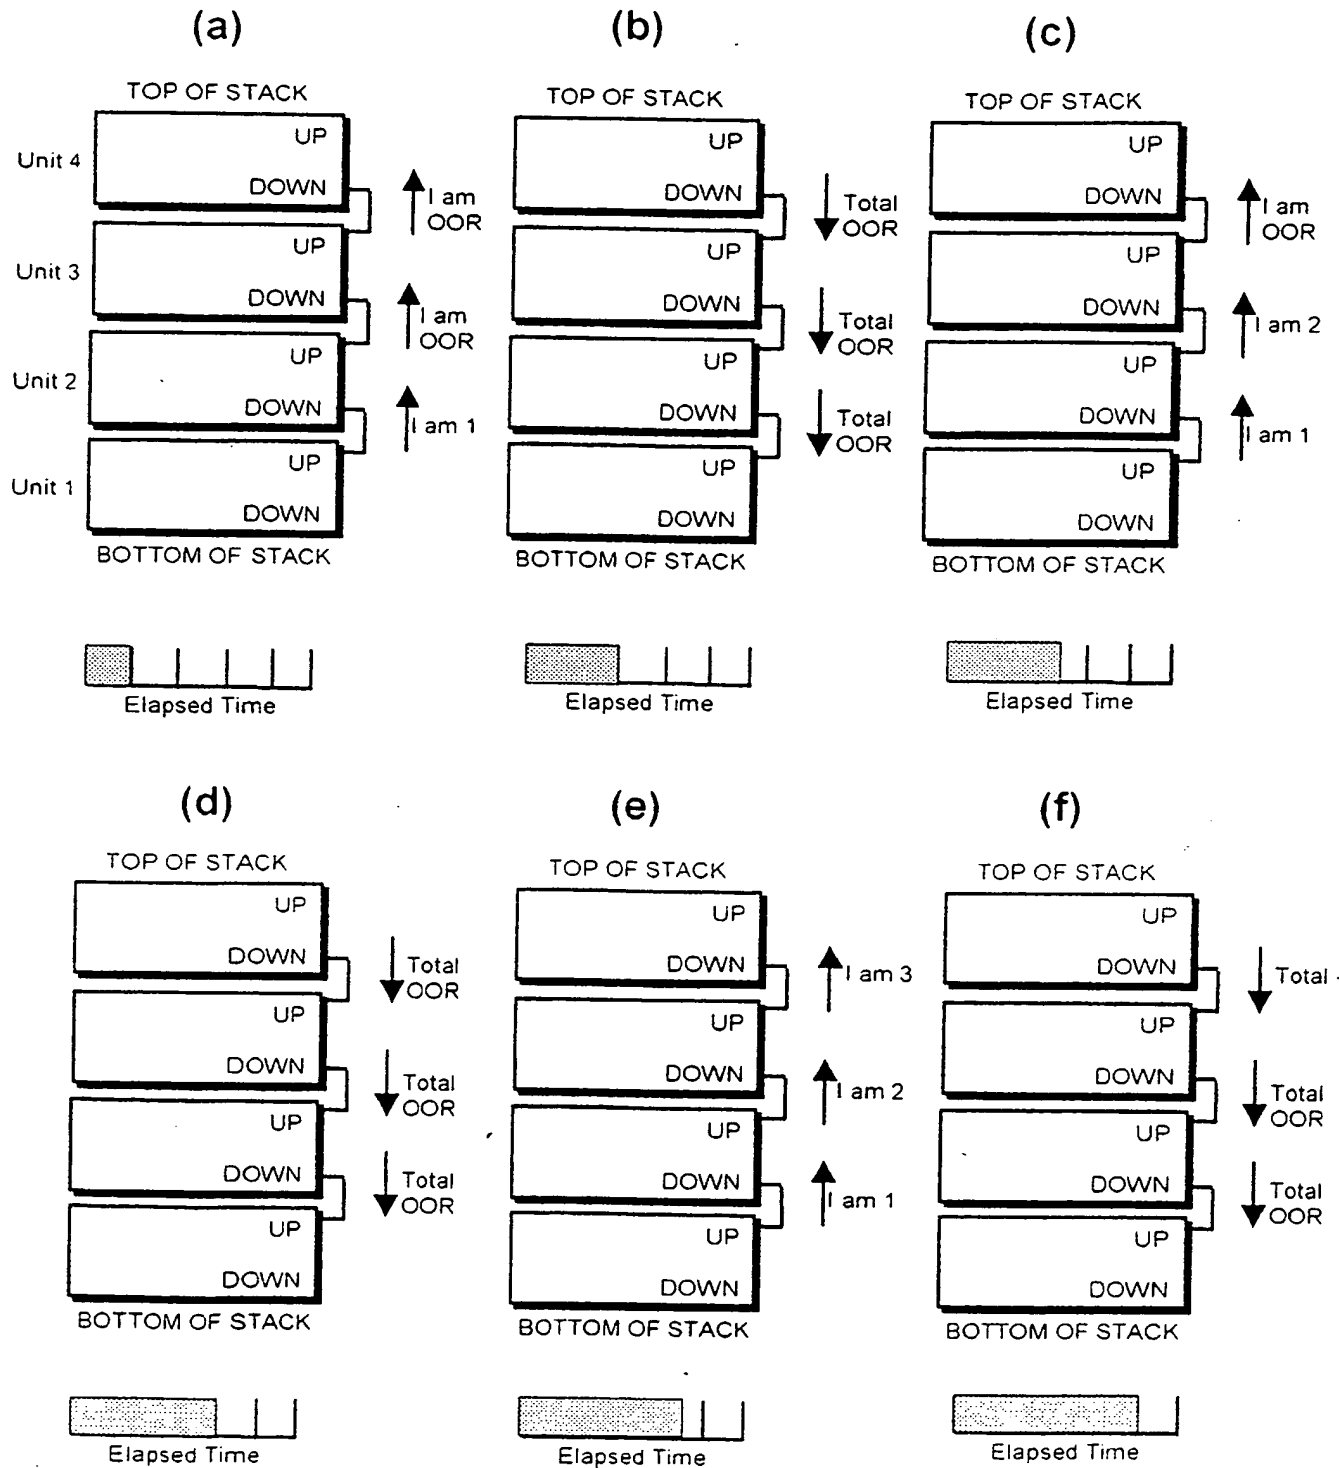 (a)
TOP OF STACK
Unit 4
UP
DOWN
I am
OOR
Unit 3
UP
DOWN
I am
OOR
Unit 2
UP
DOWN
I am 1
Unit 1
UP
DOWN
BOTTOM OF STACK
Elapsed Time
(b)
TOP OF STACK
UP
DOWN
Total
OOR
UP
DOWN
Total
OOR
UP
DOWN
Total
OOR
UP
DOWN
BOTTOM OF STACK
Elapsed Time
(c)
TOP OF STACK
UP
DOWN
I am
OOR
UP
DOWN
I am 2
UP
DOWN
I am 1
UP
DOWN
BOTTOM OF STACK
Elapsed Time
(d)
TOP OF STACK
UP
DOWN
Total
OOR
UP
DOWN
Total
OOR
UP
DOWN
Total
OOR
UP
DOWN
BOTTOM OF STACK
Elapsed Time
(e)
TOP OF STACK
UP
DOWN
I am 3
UP
DOWN
I am 2
UP
DOWN
I am 1
UP
DOWN
BOTTOM OF STACK
Elapsed Time
(f)
TOP OF STACK
UP
DOWN
Total
UP
DOWN
Total
OOR
UP
DOWN
Total
OOR
UP
DOWN
BOTTOM OF STACK
Elapsed Time